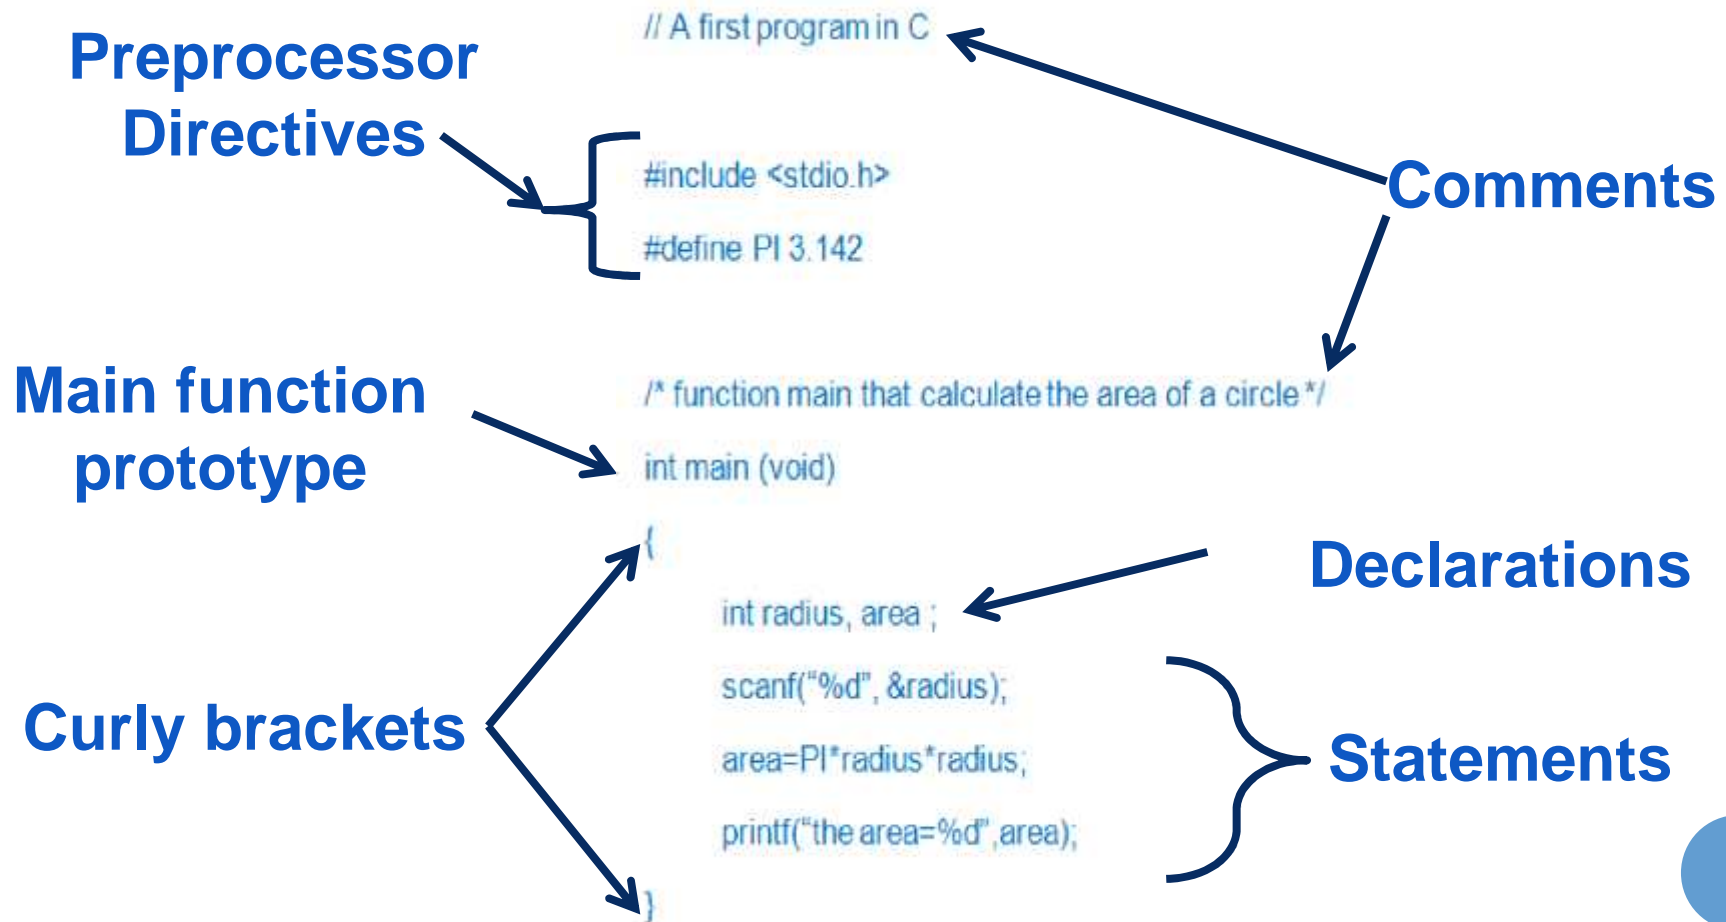 // A first program in C
Preprocessor
Directives
#include <stdio.h>
#define PI 3.142
Comments
/* function main that calculate the area of a circle */
Main function
prototype
int main (void)
{
Declarations
int radius, area ;
scanf(“%d”, &radius);
Curly brackets
area=PI*radius*radius;
Statements
printf(“the area=%d”,area);
}